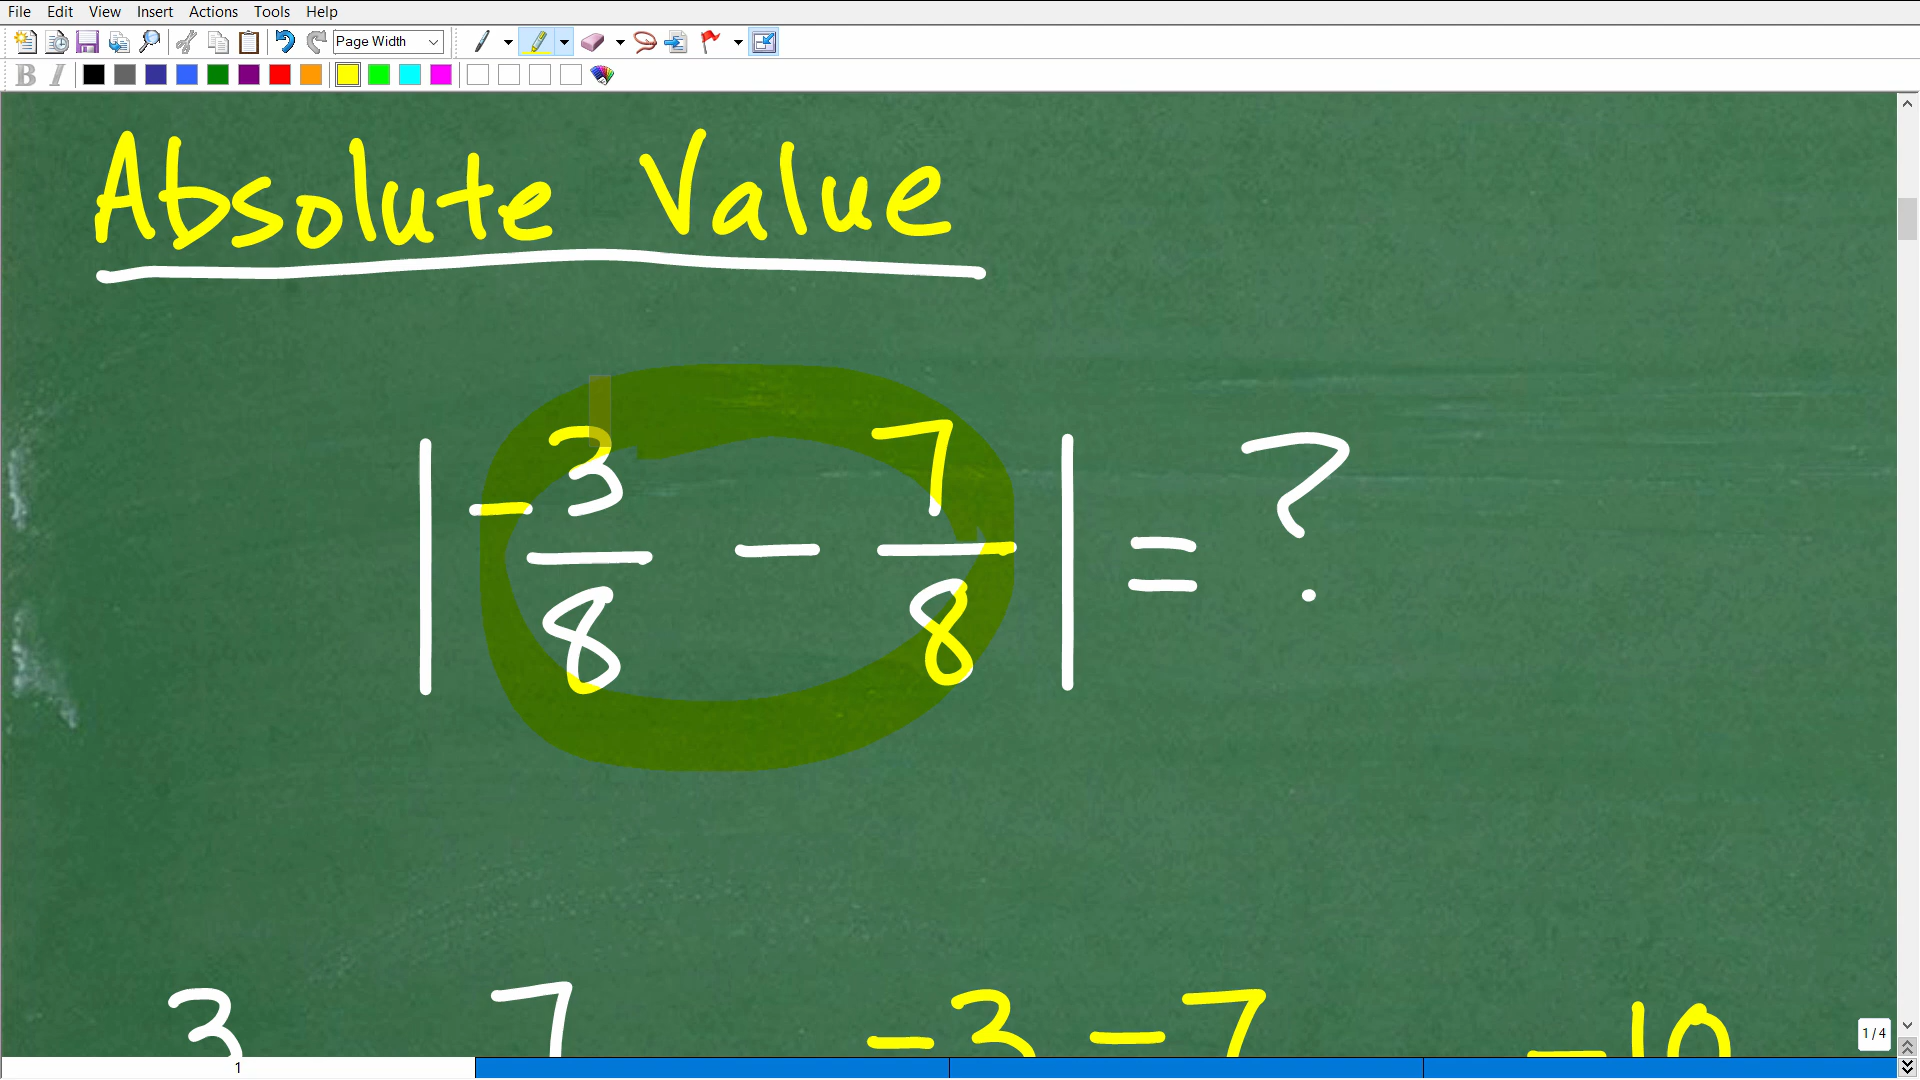 File Edit View Insert Actions Tools Help
Page Width
B I
Absolute Value
| -3/8 - 7/8 | = ?
3 7 -3 - 7 -10
1 / 4
1